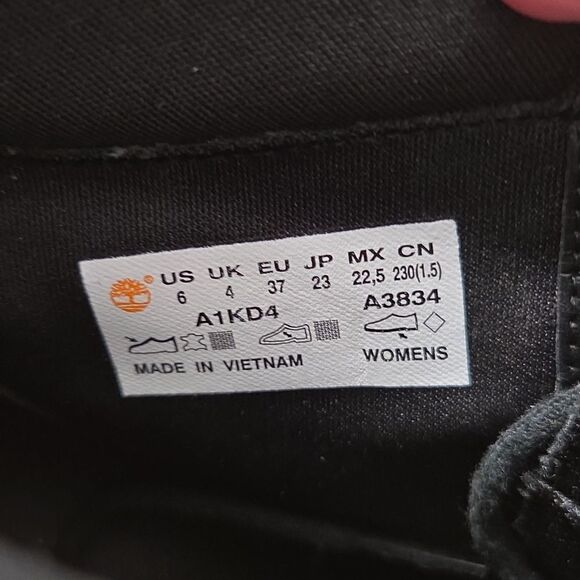 ® US UK EU JP MX CN
6 4 37 23 22,5 230(1.5)
A1KD4 A3834
MADE IN VIETNAM WOMENS